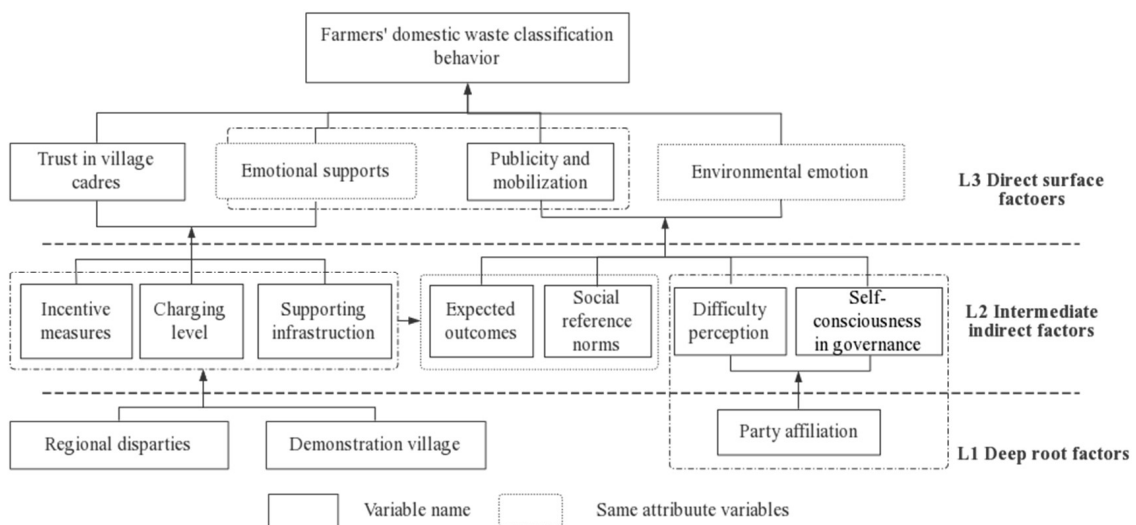 Farmers' domestic waste classification
behavior
Trust in village
cadres
Emotional supports
Publicity and
mobilization
Environmental emotion
L3 Direct surface
factoers
Incentive
measures
Charging
level
Supporting
infrastruction
Expected
outcomes
Social
reference
norms
Difficulty
perception
Self-
consciousness
in governance
L2 Intermediate
indirect factors
Regional disparties
Demonstration village
Party affiliation
L1 Deep root factors
Variable name
Same attribuute variables